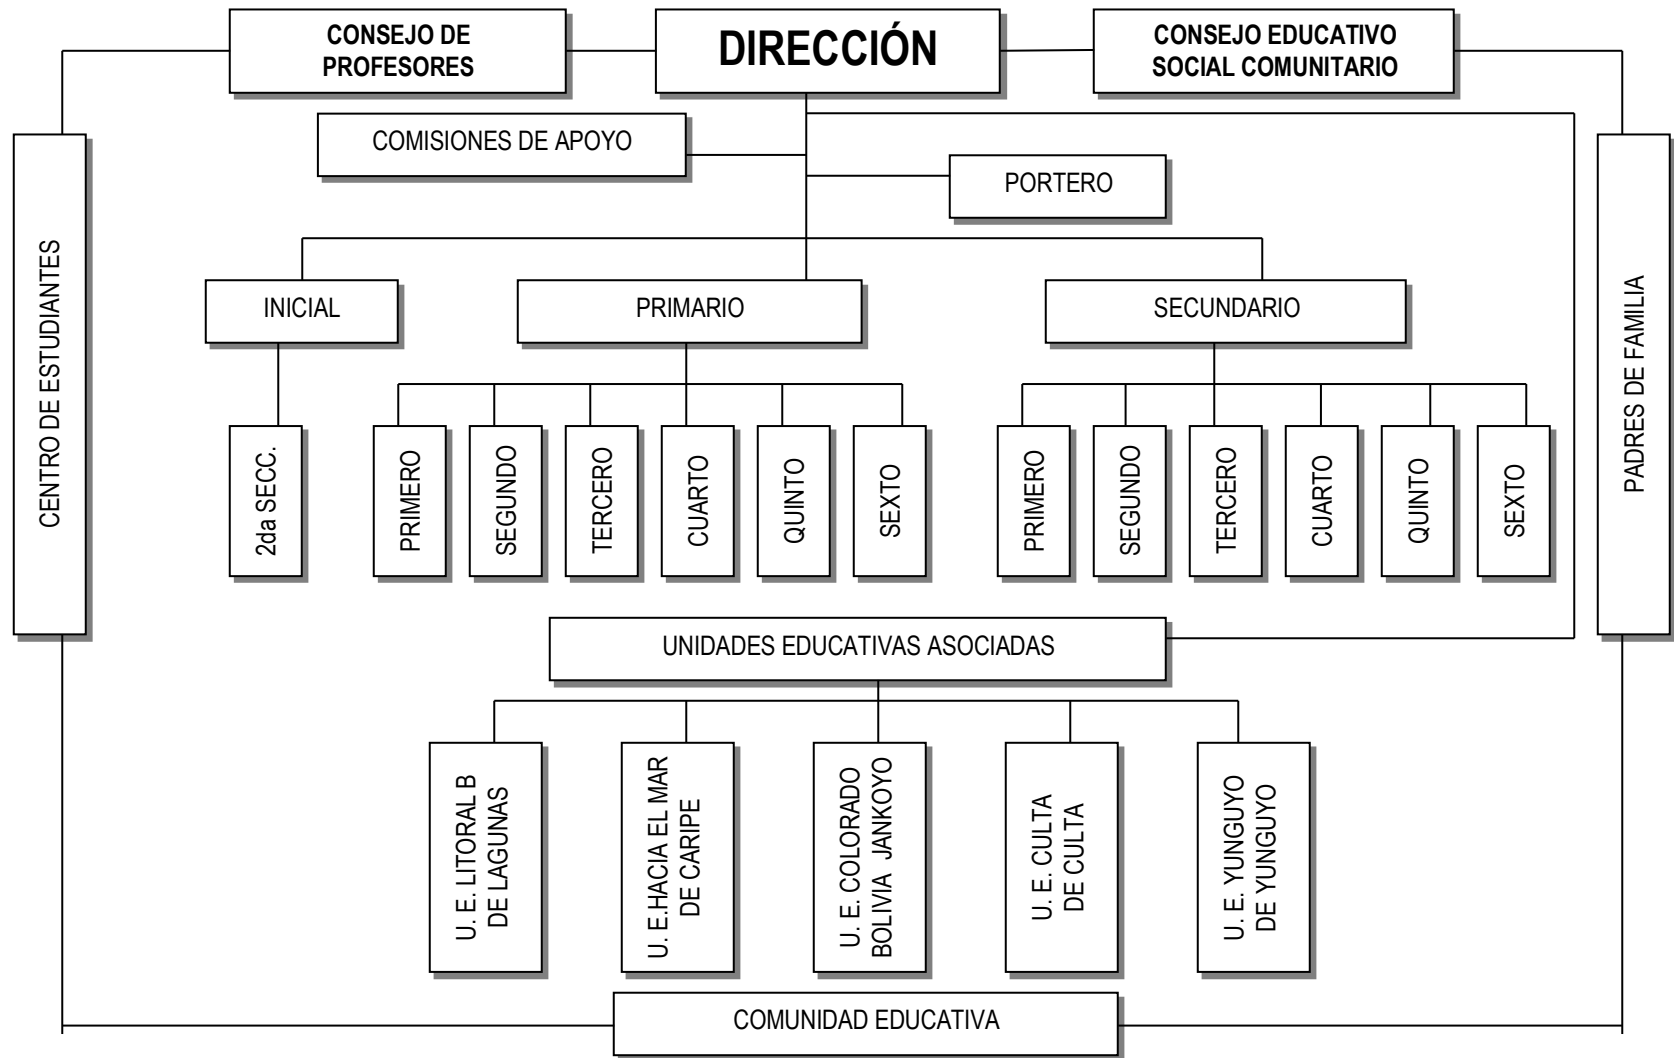 CONSEJO DE
PROFESORES
DIRECCIÓN
CONSEJO EDUCATIVO
SOCIAL COMUNITARIO
COMISIONES DE APOYO
PORTERO
CENTRO DE ESTUDIANTES
PADRES DE FAMILIA
INICIAL
PRIMARIO
SECUNDARIO
2da SECC.
PRIMERO
SEGUNDO
TERCERO
CUARTO
QUINTO
SEXTO
PRIMERO
SEGUNDO
TERCERO
CUARTO
QUINTO
SEXTO
UNIDADES EDUCATIVAS ASOCIADAS
U. E. LITORAL B
DE LAGUNAS
U. E.HACIA EL MAR
DE CARIPE
U. E. COLORADO
BOLIVIA  JANKOYO
U. E. CULTA
DE CULTA
U. E. YUNGUYO
DE YUNGUYO
COMUNIDAD EDUCATIVA